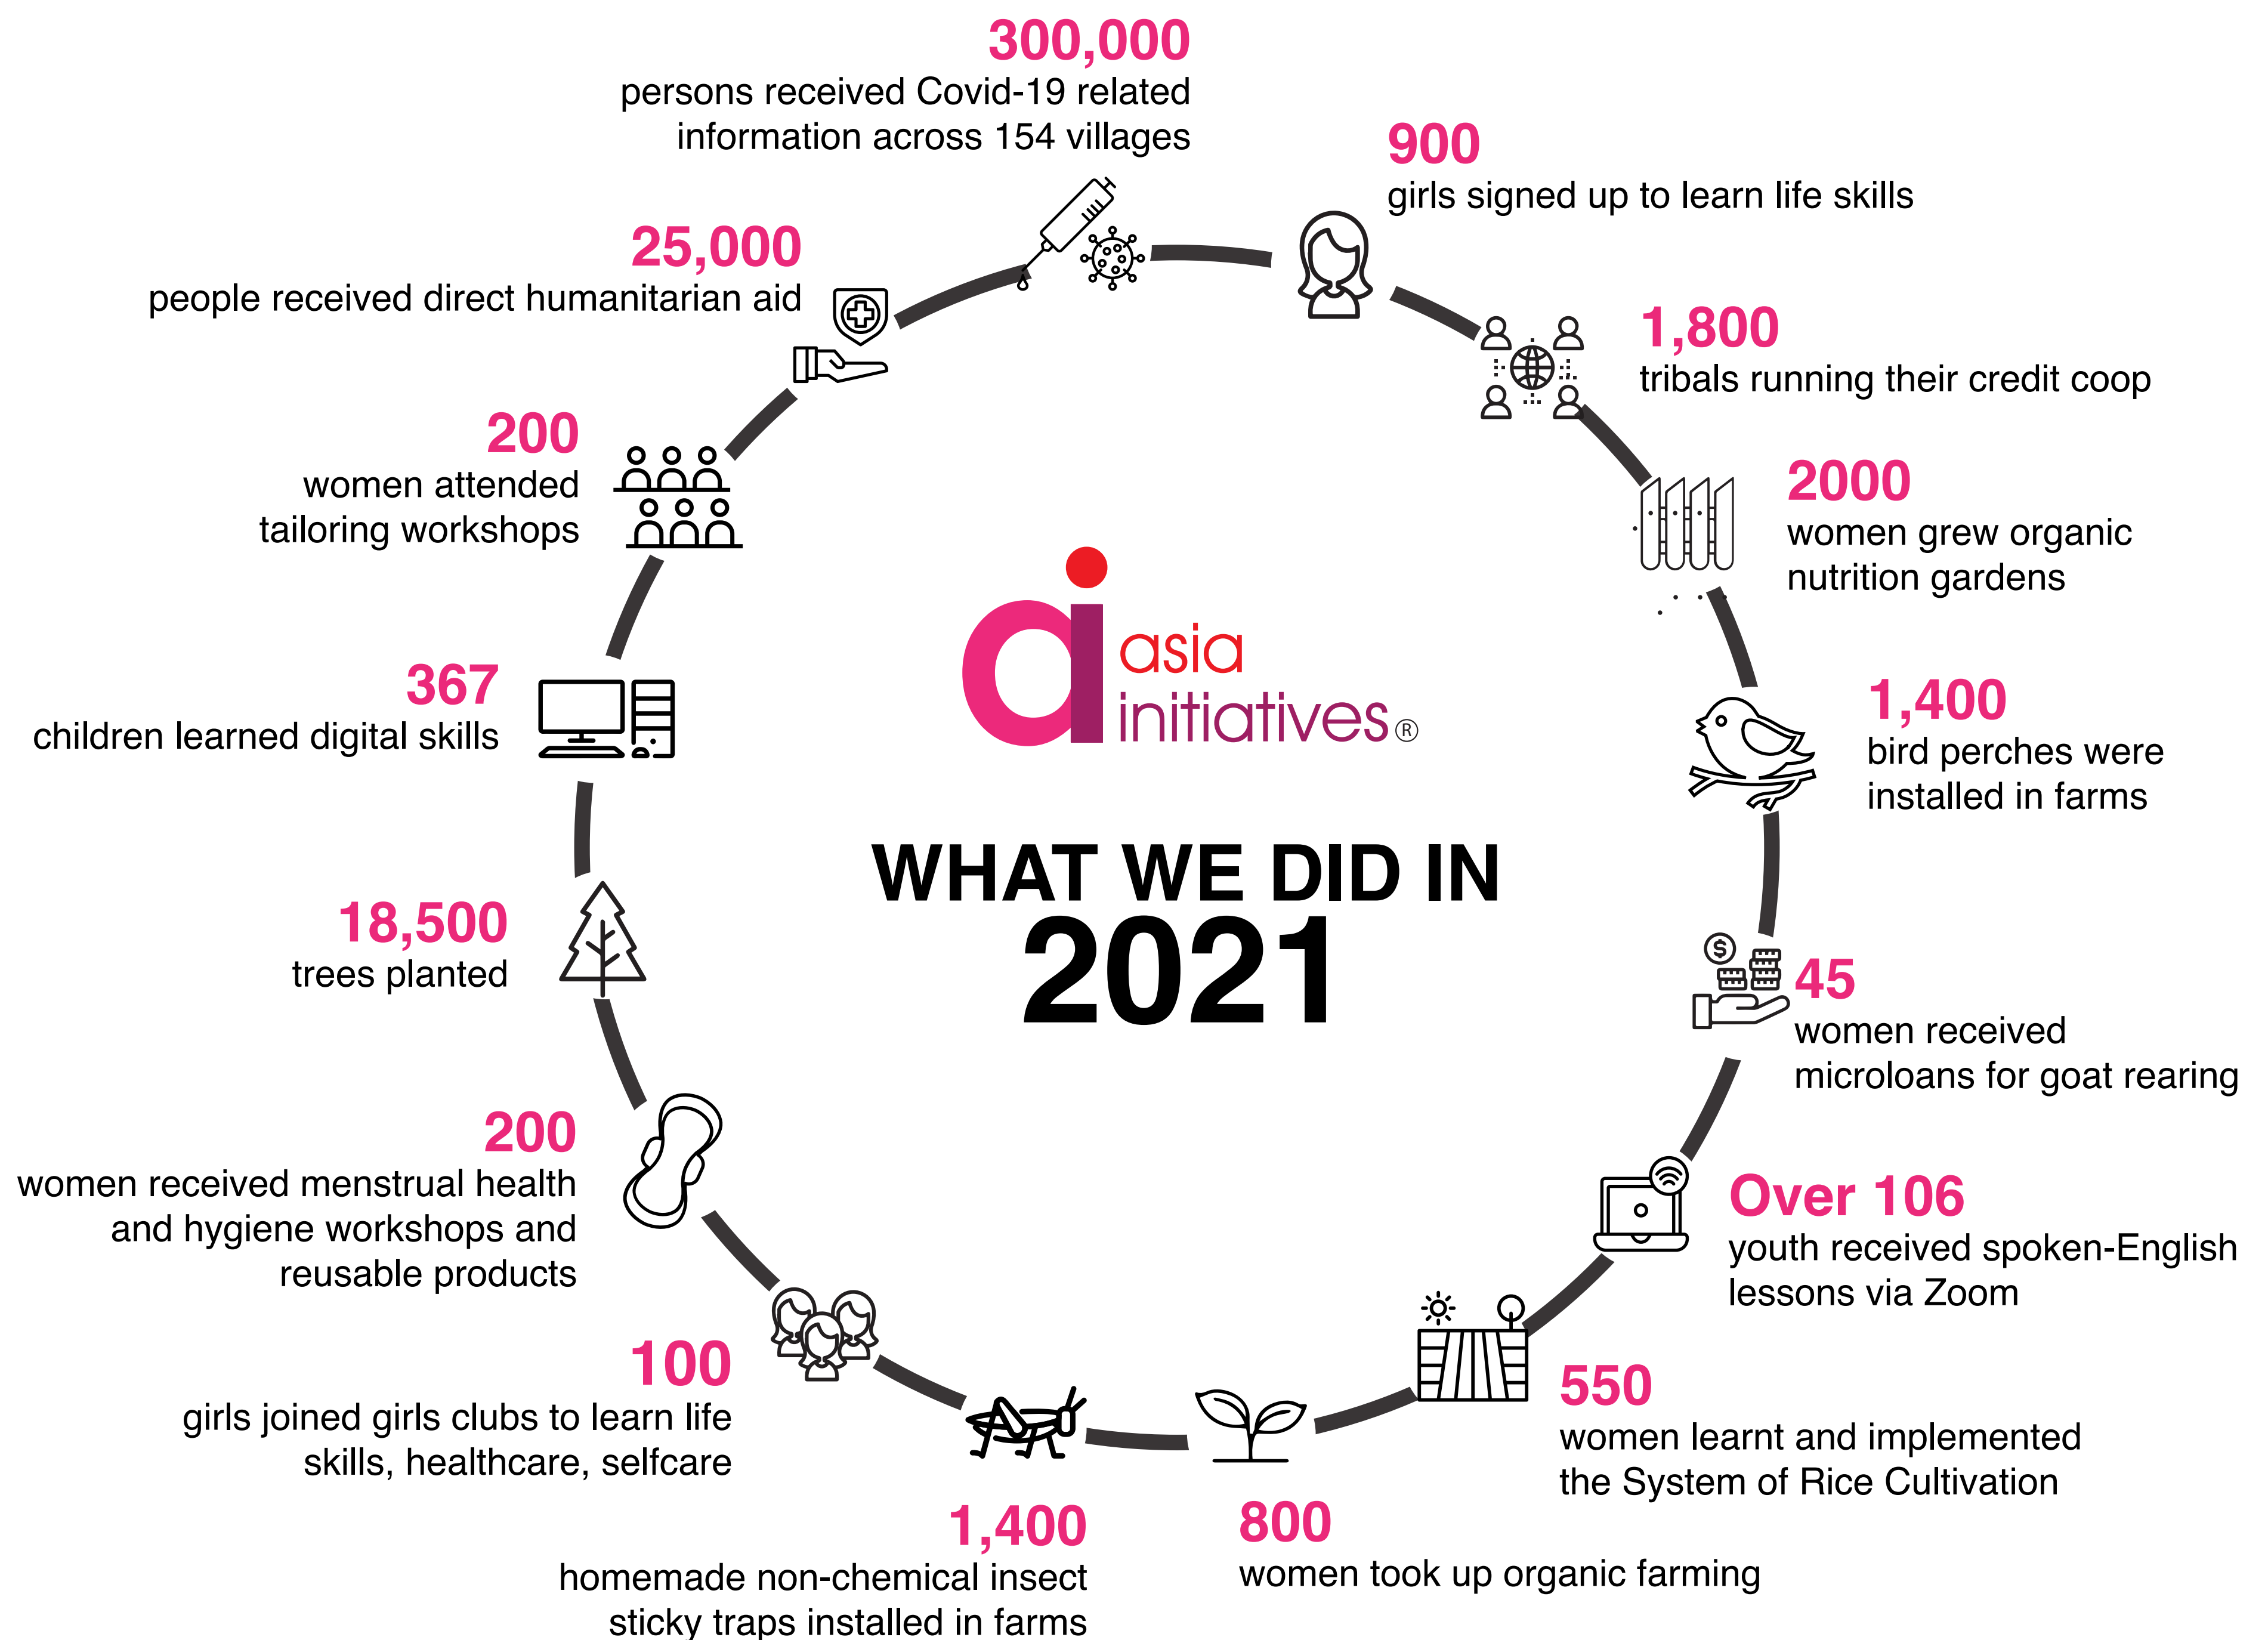 300,000
persons received Covid-19 related
information across 154 villages
900
girls signed up to learn life skills
1,800
tribals running their credit coop
2000
women grew organic
nutrition gardens
1,400
bird perches were
installed in farms
45
women received
microloans for goat rearing
Over 106
youth received spoken-English
lessons via Zoom
550
women learnt and implemented
the System of Rice Cultivation
800
women took up organic farming
1,400
homemade non-chemical insect
sticky traps installed in farms
100
girls joined girls clubs to learn life
skills, healthcare, selfcare
200
women received menstrual health
and hygiene workshops and
reusable products
18,500
trees planted
367
children learned digital skills
200
women attended
tailoring workshops
25,000
people received direct humanitarian aid
ai
asia
initiatives®
WHAT WE DID IN
2021
$